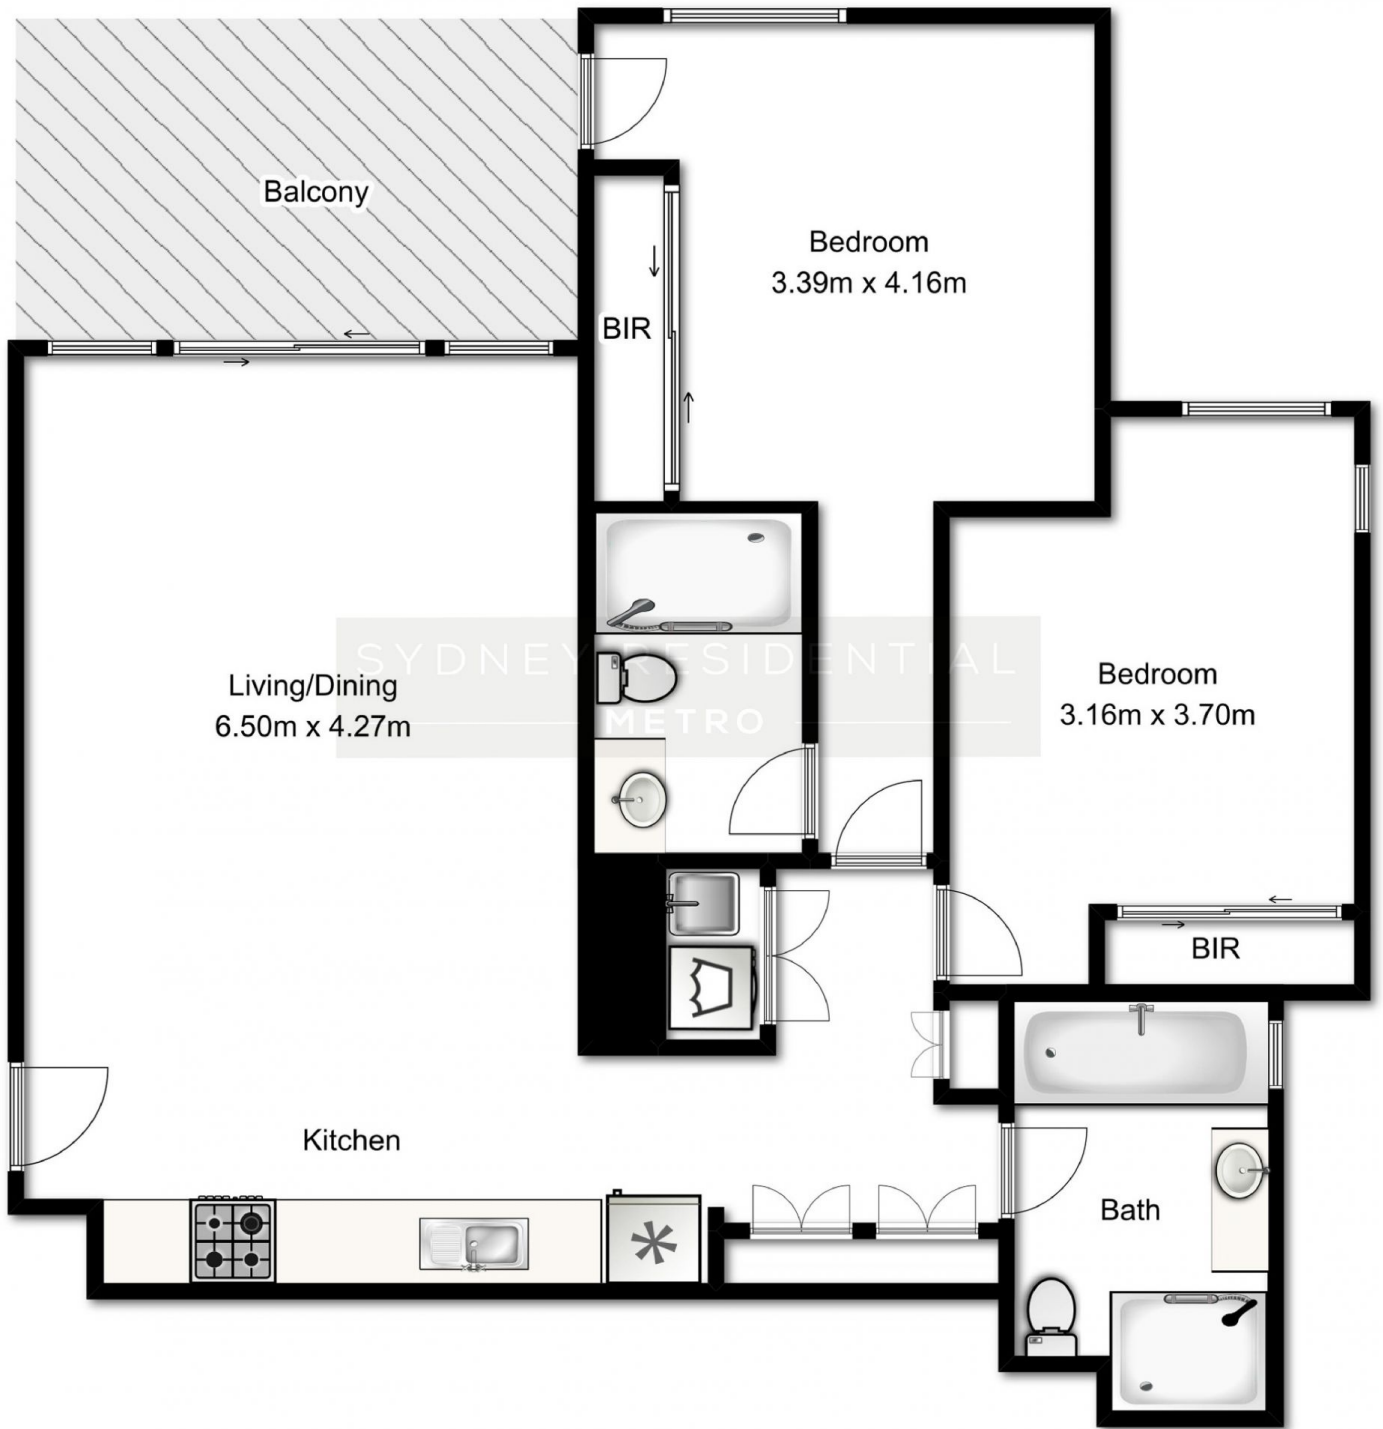 Balcony
Bedroom
3.39m x 4.16m
BIR
SYDNEY RESIDENTIAL
METRO
Living/Dining
6.50m x 4.27m
Bedroom
3.16m x 3.70m
BIR
Kitchen
Bath